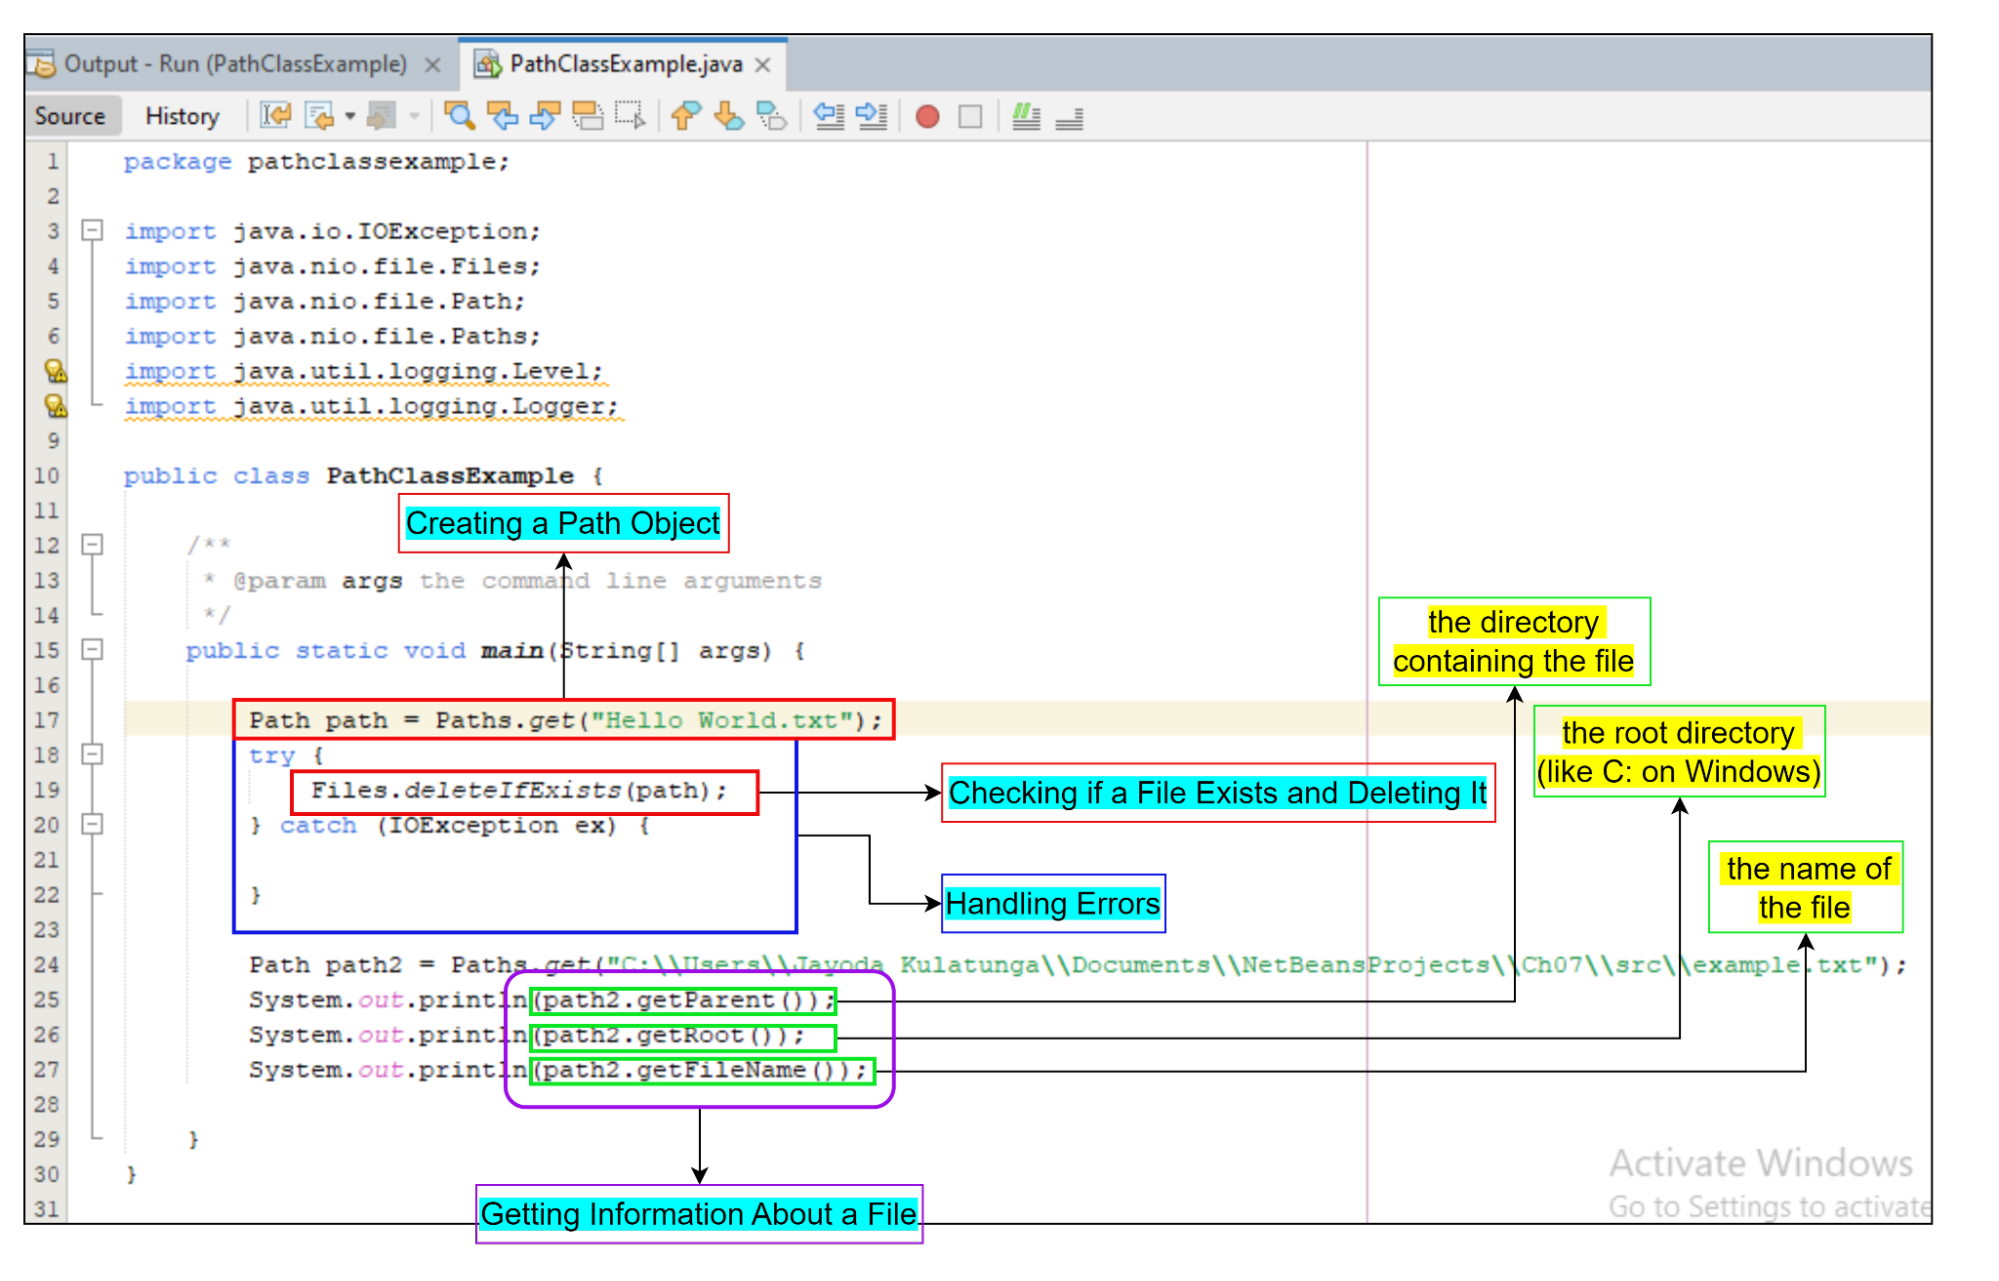 Output - Run (PathClassExample) × PathClassExample.java ×
Source History
1 package pathclassexample;
2
3 import java.io.IOException;
4 import java.nio.file.Files;
5 import java.nio.file.Path;
6 import java.nio.file.Paths;
import java.util.logging.Level;
import java.util.logging.Logger;
9
10 public class PathClassExample {
11
Creating a Path Object
12 /**
13 * @param args the command line arguments
14 */
15 public static void main(String[] args) {
16
the directory
containing the file
17 Path path = Paths.get("Hello World.txt");
the root directory
(like C: on Windows)
18 try {
19 Files.deleteIfExists(path);
Checking if a File Exists and Deleting It
20 } catch (IOException ex) {
21
22 }
Handling Errors
the name of
the file
23
24 Path path2 = Paths.get("C:\\Users\\Jayoda Kulatunga\\Documents\\NetBeansProjects\\Ch07\\src\\example.txt");
25 System.out.println(path2.getParent());
26 System.out.println(path2.getRoot());
27 System.out.println(path2.getFileName());
28
29 }
30 }
31
Getting Information About a File
Activate Windows
Go to Settings to activate